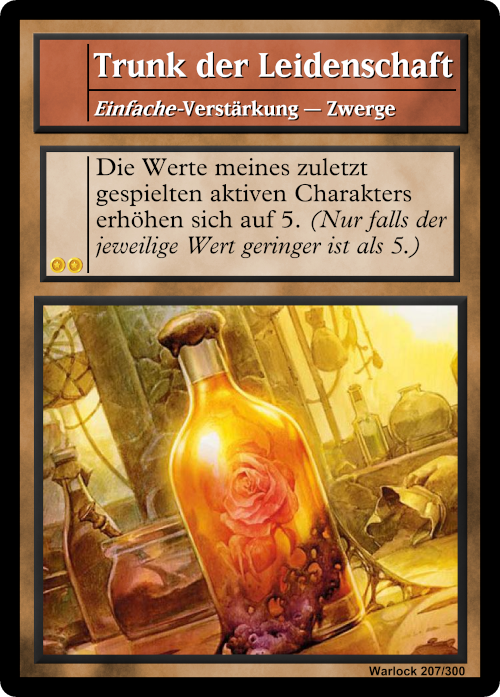 Trunk der Leidenschaft
Einfache-Verstärkung — Zwerge
Die Werte meines zuletzt
gespielten aktiven Charakters
erhöhen sich auf 5. (Nur falls der
jeweilige Wert geringer ist als 5.)
Warlock 207/300